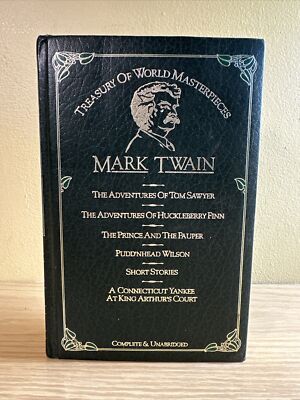 Treasury Of World Masterpieces
MARK TWAIN
The Adventures Of Tom Sawyer
The Adventures Of Huckleberry Finn
The Prince And The Pauper
Pudd'nhead Wilson
Short Stories
A Connecticut Yankee
At King Arthur's Court
Complete & Unabridged